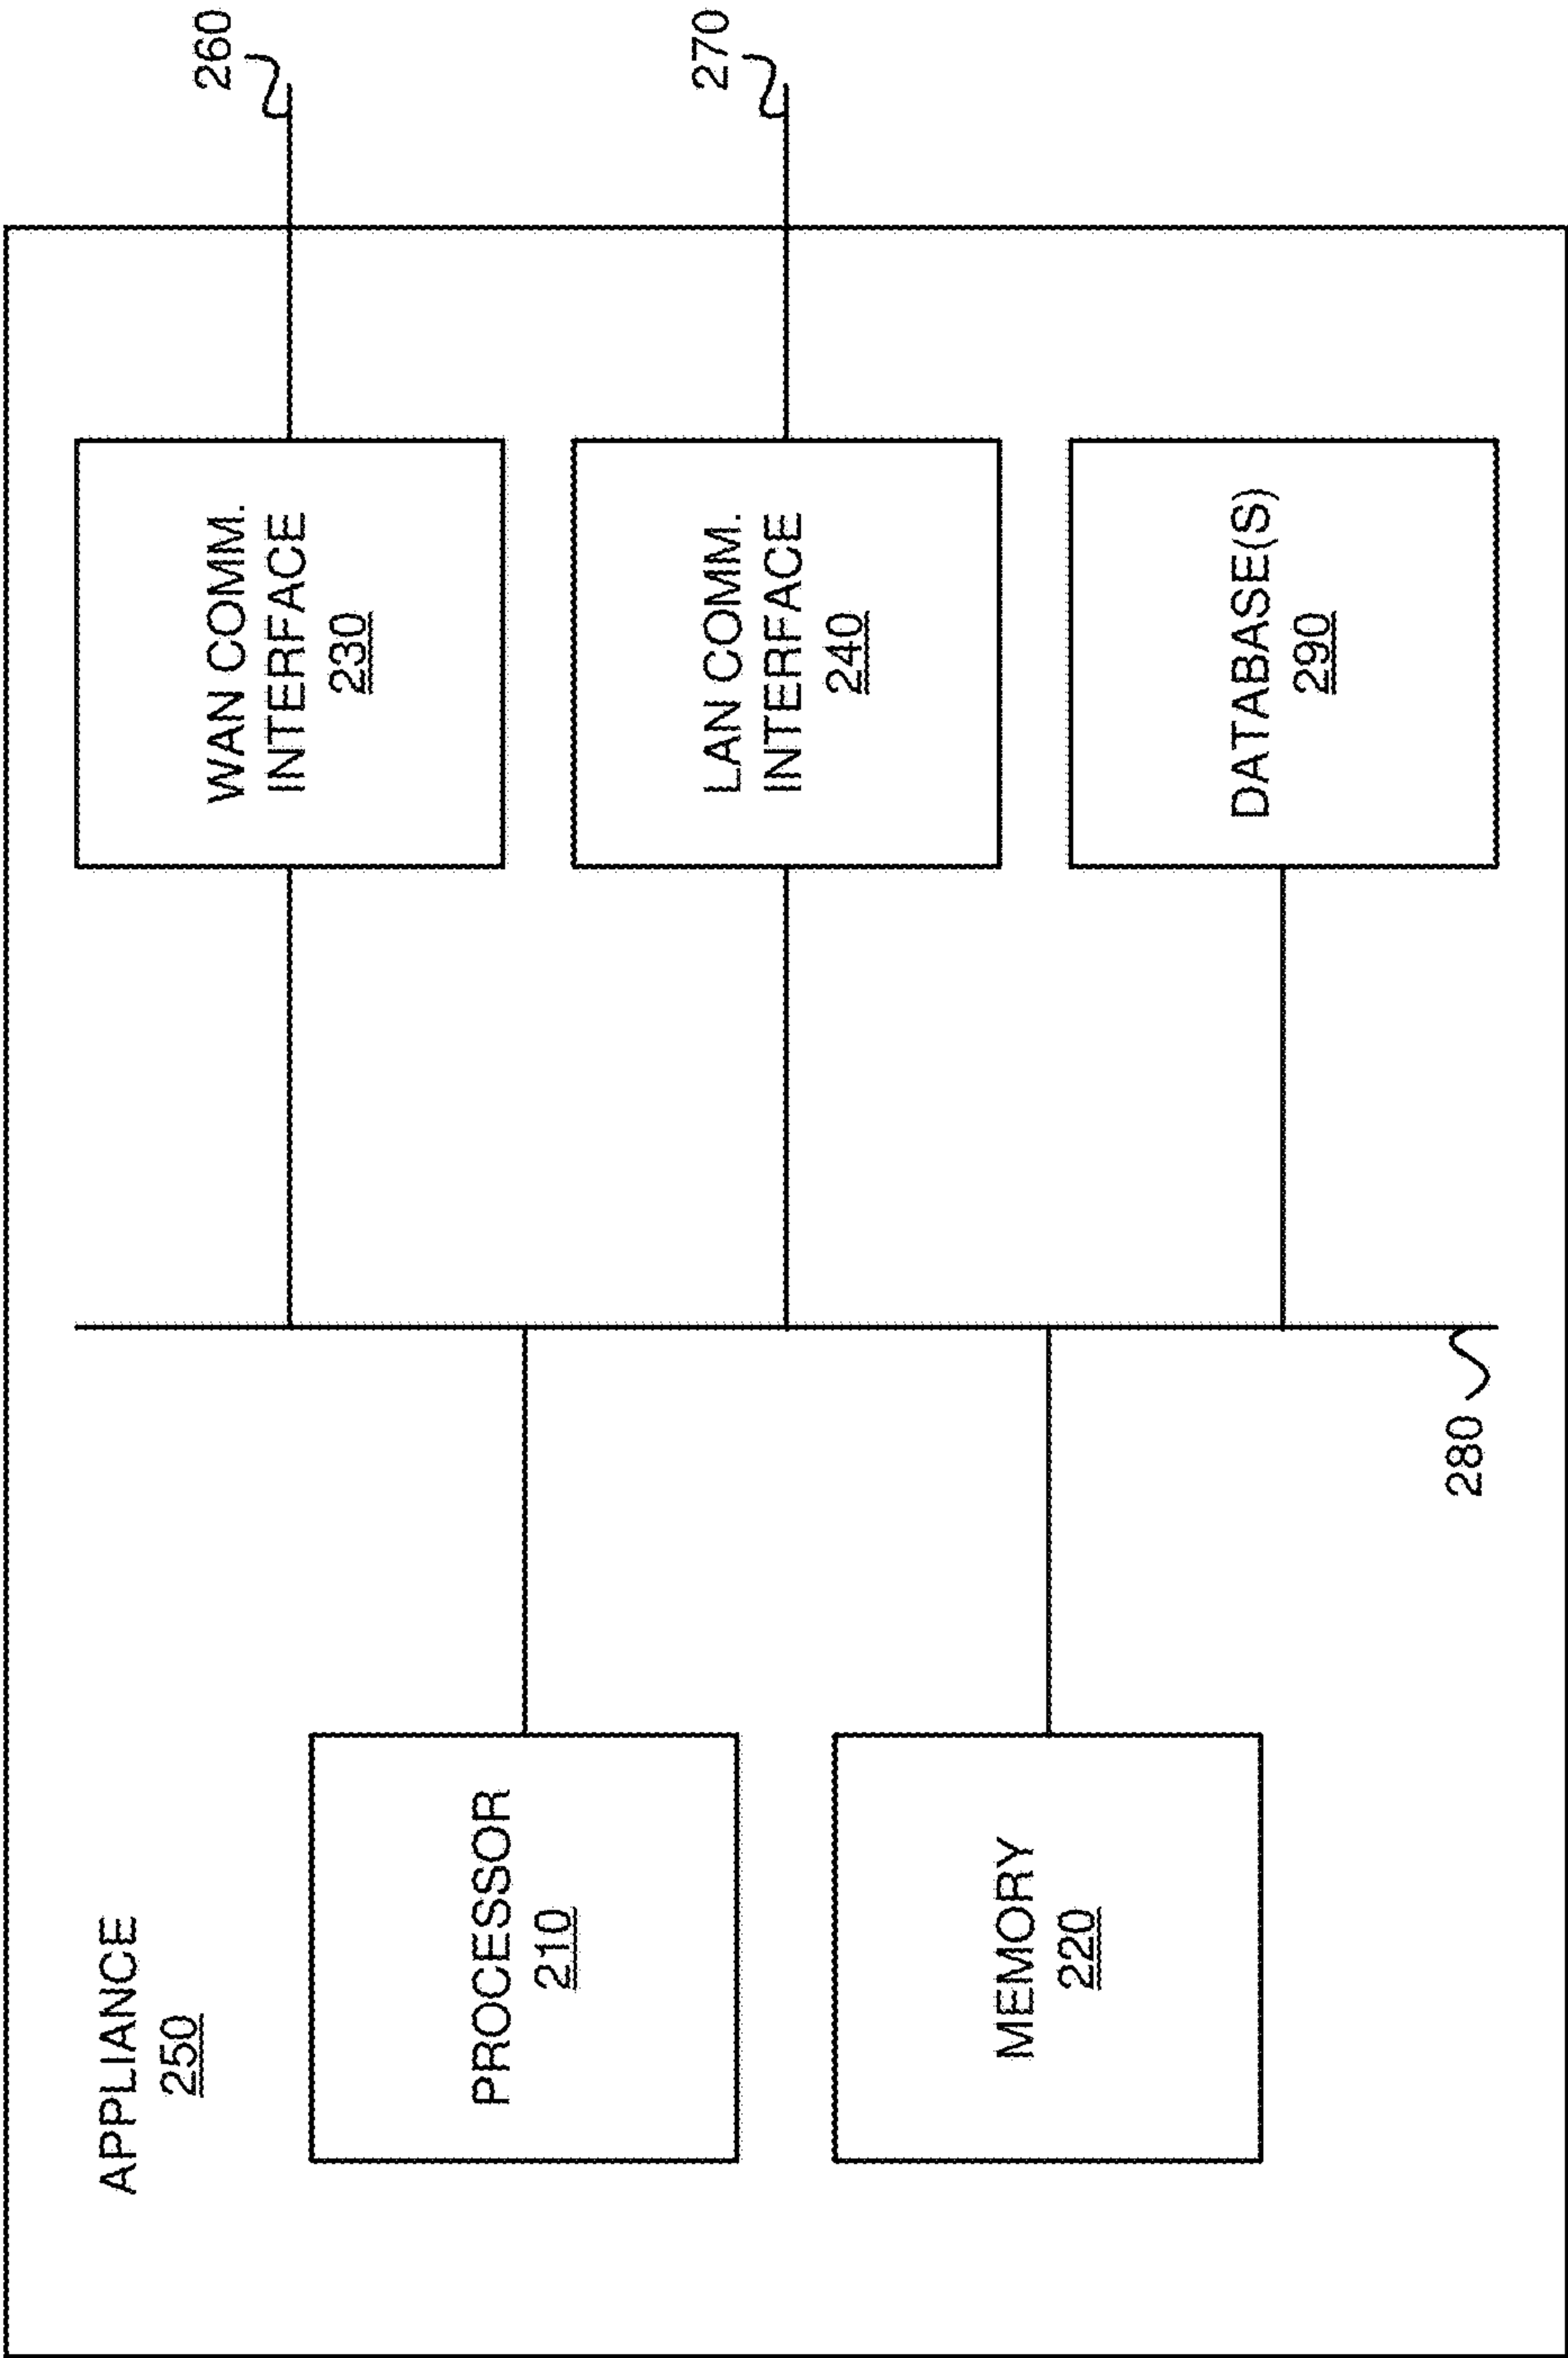 APPLIANCE
250
PROCESSOR
210
MEMORY
220
280
WAN COMM.
INTERFACE
230
260
LAN COMM.
INTERFACE
240
270
DATABASE(S)
290